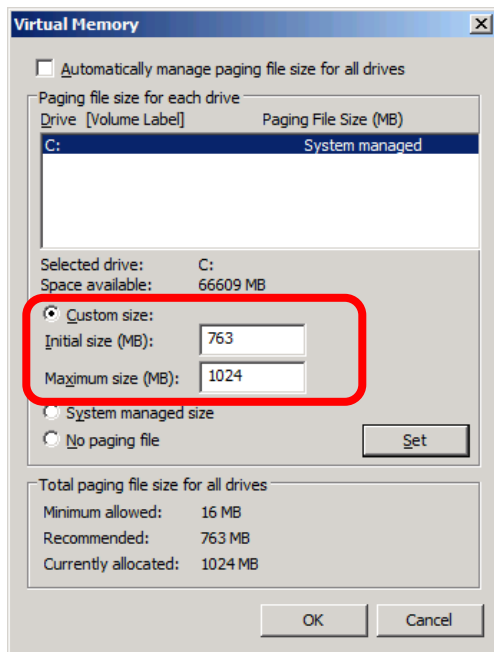 Virtual Memory
Automatically manage paging file size for all drives
Paging file size for each drive
Drive [Volume Label] Paging File Size (MB)
C: System managed
Selected drive: C:
Space available: 66609 MB
Custom size:
Initial size (MB): 763
Maximum size (MB): 1024
System managed size
No paging file Set
Total paging file size for all drives
Minimum allowed: 16 MB
Recommended: 763 MB
Currently allocated: 1024 MB
OK Cancel